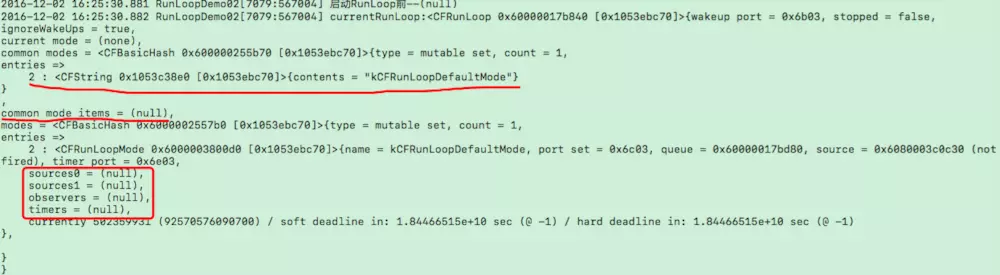 2016-12-02 16:25:30.881 RunLoopDemo02[7079:567004] 启动RunLoop前--(null)
2016-12-02 16:25:30.882 RunLoopDemo02[7079:567004] currentRunLoop:<CFRunLoop 0x60000017b840 [0x1053ebc70]>{wakeup port = 0x6b03, stopped = false,
ignoreWakeUps = true,
current mode = (none),
common modes = <CFBasicHash 0x600000255b70 [0x1053ebc70]>{type = mutable set, count = 1,
entries =>
2 : <CFString 0x1053c38e0 [0x1053ebc70]>{contents = "kCFRunLoopDefaultMode"}
}
,
common mode items = (null),
modes = <CFBasicHash 0x6000002557b0 [0x1053ebc70]>{type = mutable set, count = 1,
entries =>
2 : <CFRunLoopMode 0x6000003800d0 [0x1053ebc70]>{name = kCFRunLoopDefaultMode, port set = 0x6c03, queue = 0x60000017bd80, source = 0x6080003c0c30 (not
fired), timer port = 0x6e03,
sources0 = (null),
sources1 = (null),
observers = (null),
timers = (null),
currently 502359931 (92570576090700) / soft deadline in: 1.84466515e+10 sec (@ -1) / hard deadline in: 1.84466515e+10 sec (@ -1)
},
}
}